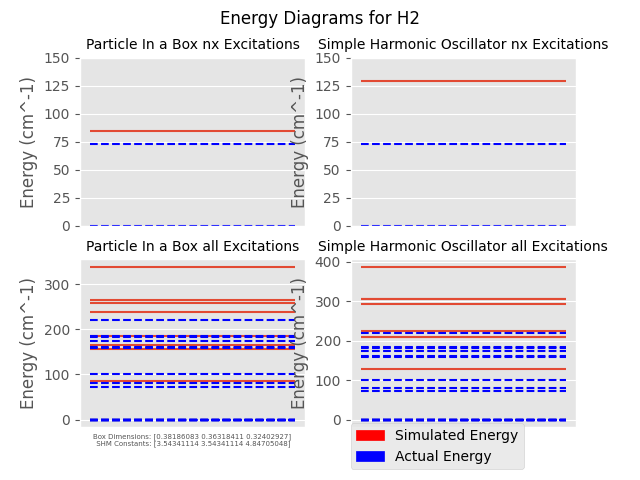 Energy Diagrams for H2
Particle In a Box nx Excitations
Simple Harmonic Oscillator nx Excitations
Energy (cm^-1)
150
125
100
75
50
25
0
Energy (cm^-1)
150
125
100
75
50
25
0
Particle In a Box all Excitations
Simple Harmonic Oscillator all Excitations
Energy (cm^-1)
300
200
100
0
Energy (cm^-1)
400
300
200
100
0
Box Dimensions: [0.38186083 0.36318411 0.32402927]
SHM Constants: [3.54341114 3.54341114 4.84705048]
Simulated Energy
Actual Energy